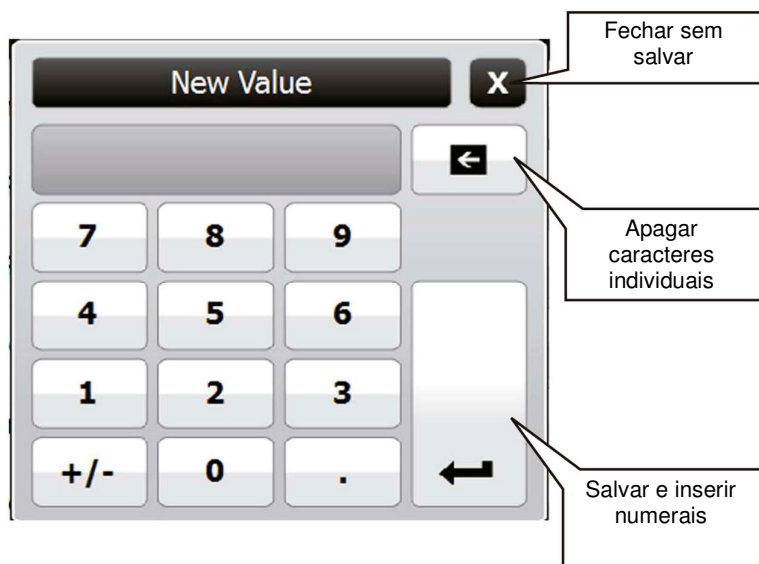 Fechar sem
salvar
New Value
X
7 8 9
Apagar
caracteres
individuais
4 5 6
1 2 3
+/- 0 .
Salvar e inserir
numerais